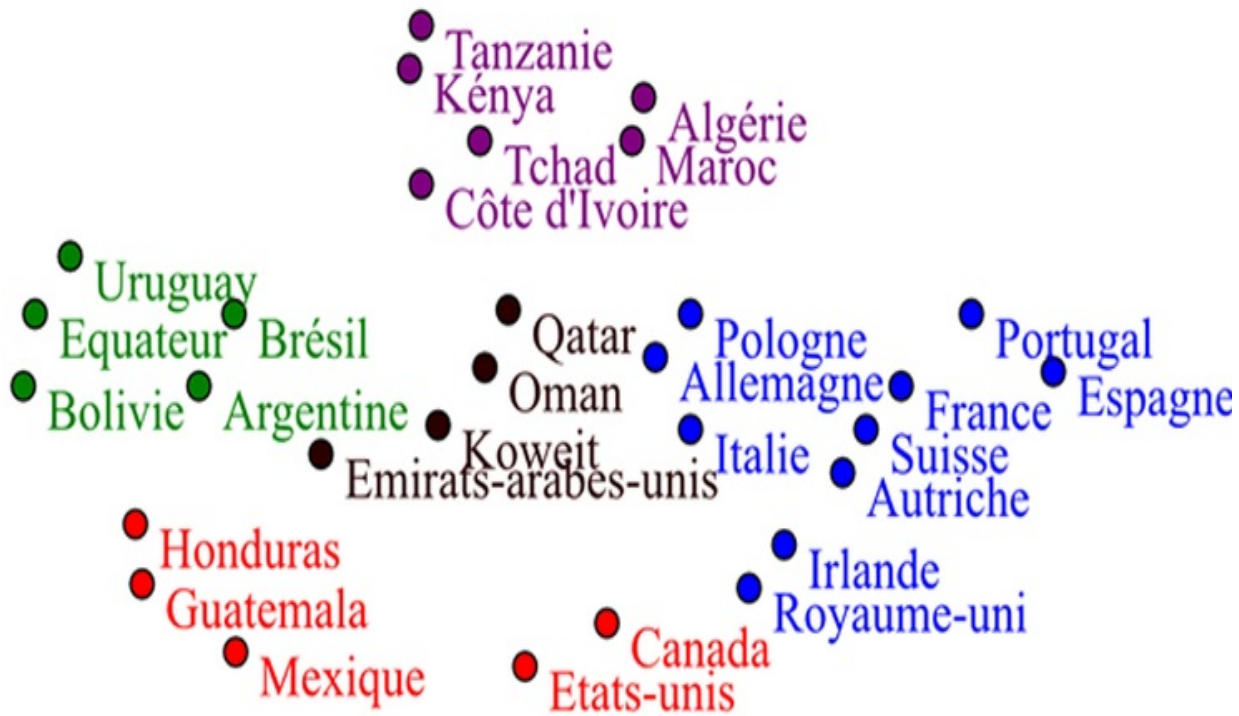 Tanzanie
Kénya
Algérie
Tchad
Maroc
Côte d'Ivoire
Uruguay
Equateur
Brésil
Qatar
Pologne
Portugal
Bolivie
Argentine
Oman
Allemagne
France
Espagne
Koweit
Italie
Suisse
Emirats-arabes-unis
Autriche
Honduras
Irlande
Guatemala
Royaume-uni
Mexique
Canada
Etats-unis